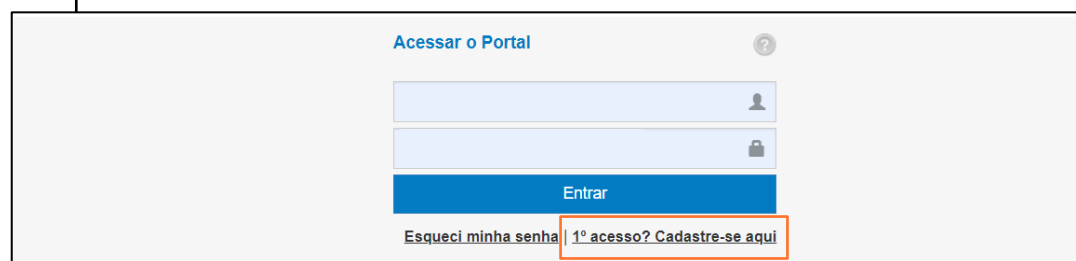 Acessar o Portal
Entrar
Esqueci minha senha | 1º acesso? Cadastre-se aqui